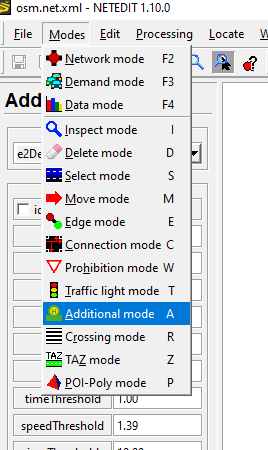 osm.net.xml - NETEDIT 1.10.0
File Modes Edit Processing Locate
Network mode F2
Demand mode F3
Data mode F4
Inspect mode I
Delete mode D
Select mode S
Move mode M
Edge mode E
Connection mode C
Prohibition mode W
Traffic light mode T
Additional mode A
Crossing mode R
TAZ mode Z
POI-Poly mode P
Add
e2De
timeThreshold 1.00
speedThreshold 1.39